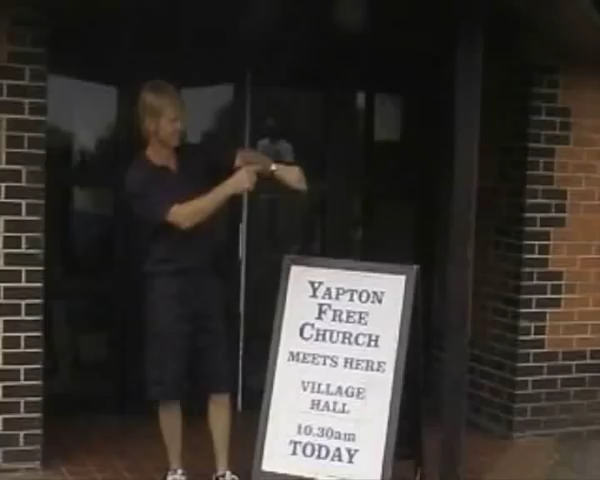 YAPTON
FREE
CHURCH
MEETS HERE
VILLAGE
HALL
10.30am
TODAY